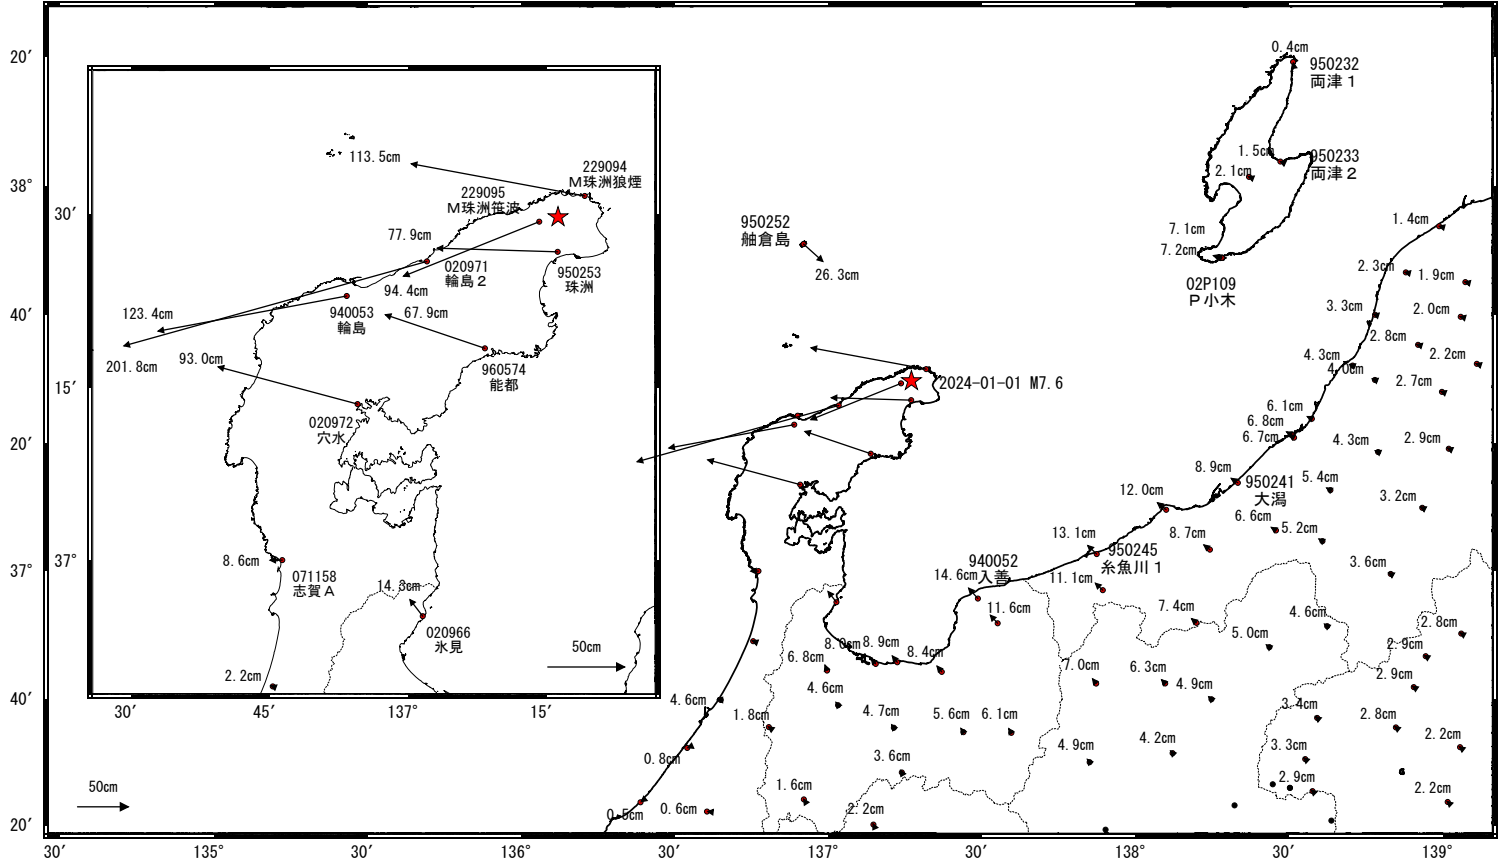 20′
38°
40′
20′
37°
40′
20′
30′
135°
30′
136°
30′
137°
30′
138°
30′
139°
30′
15′
37°
30′
45′
137°
15′
113.5cm
229094
M珠洲狼煙
229095
M珠洲笹波
77.9cm
020971
輪島2
94.4cm
950253
珠洲
123.4cm
940053
輪島
67.9cm
201.8cm
93.0cm
960574
能都
020972
穴水
8.6cm
071158
志賀A
14.3cm
020966
氷見
50cm
2.2cm
50cm
0.4cm
950232
両津1
1.5cm
950233
両津2
2.1cm
7.1cm
7.2cm
02P109
P小木
950252
舳倉島
26.3cm
2024-01-01 M7.6
1.4cm
2.3cm
1.9cm
3.3cm
2.0cm
2.8cm
4.3cm
4.0cm
2.2cm
2.7cm
6.1cm
6.8cm
6.7cm
4.3cm
2.9cm
8.9cm
950241
大潟
5.4cm
12.0cm
3.2cm
6.6cm
5.2cm
8.7cm
13.1cm
950245
糸魚川1
940052
入善
14.6cm
11.1cm
3.6cm
11.6cm
7.4cm
4.6cm
2.8cm
5.0cm
8.0cm
8.9cm
8.4cm
2.9cm
6.8cm
7.0cm
6.3cm
2.9cm
4.6cm
4.9cm
4.6cm
3.4cm
1.8cm
4.7cm
5.6cm
6.1cm
2.8cm
4.9cm
4.2cm
2.2cm
0.8cm
3.6cm
3.3cm
2.9cm
1.6cm
2.2cm
0.5cm
0.6cm
2.2cm